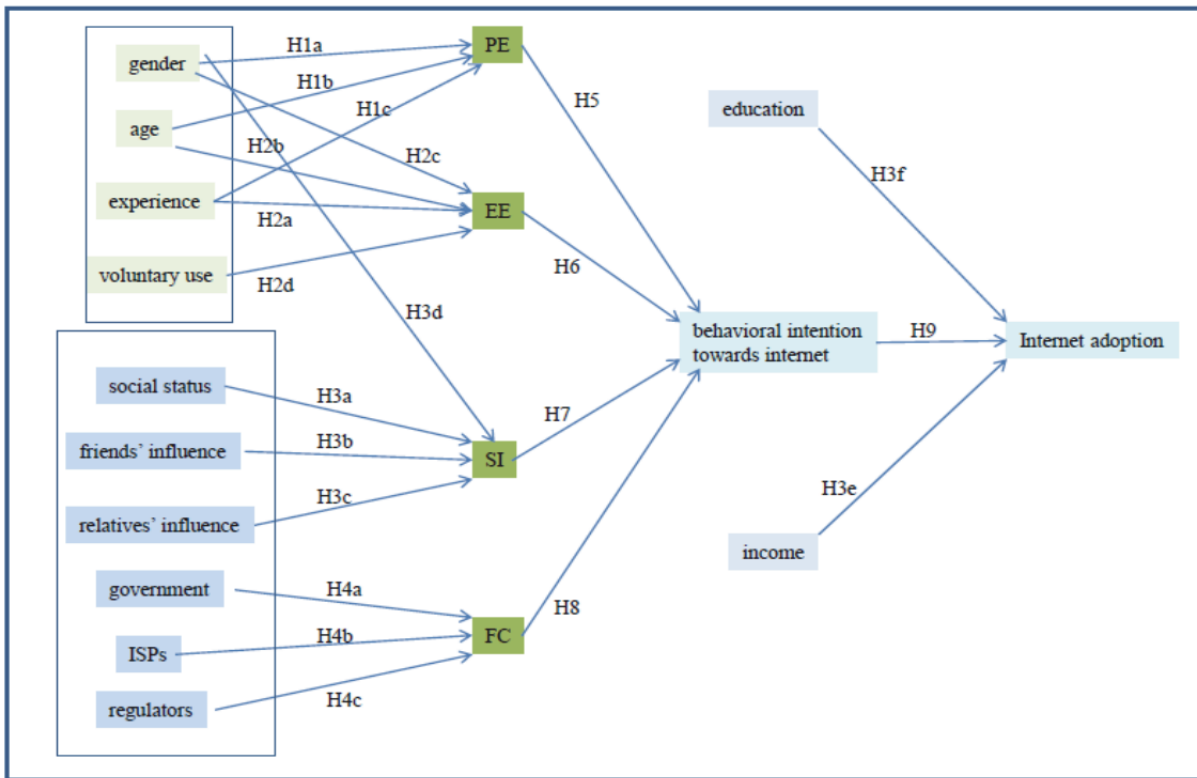 gender
age
experience
voluntary use
H1a
H1b
H1c
H2b
H2c
H2a
H2d
H3d
PE
EE
social status
friends’ influence
relatives’ influence
government
ISPs
regulators
H3a
H3b
H3c
H4a
H4b
H4c
SI
FC
H5
H6
H7
H8
behavioral intention
towards internet
education
income
H3f
H9
H3e
Internet adoption